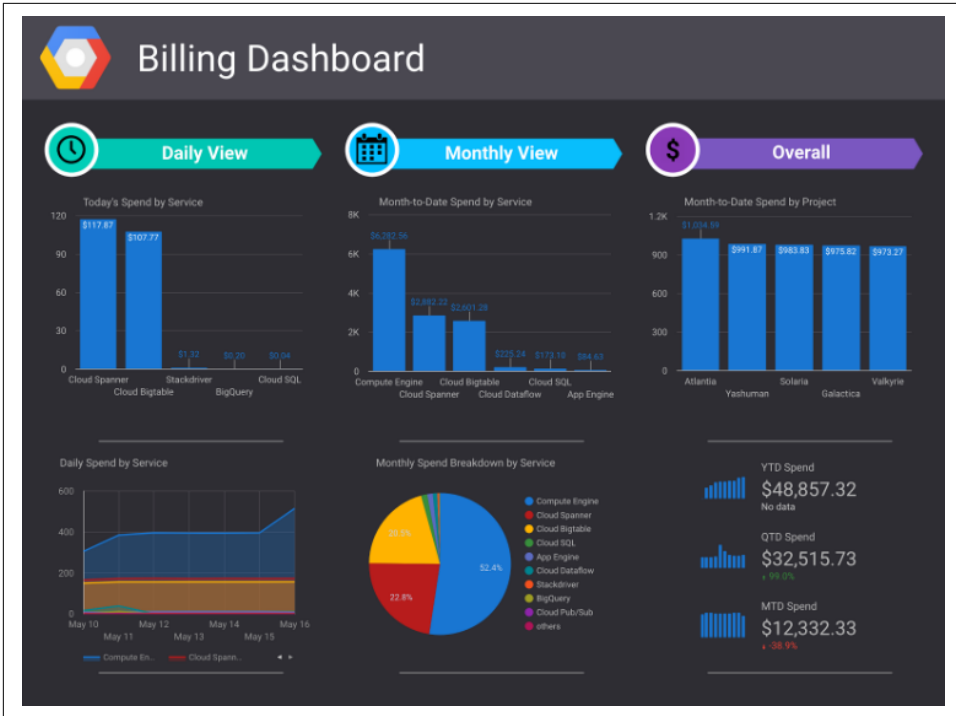 Billing Dashboard
Daily View
Monthly View
$
Overall
Today's Spend by Service
120
90
60
30
0
$117.87
$107.77
$1.32
$0.20
$0.04
Cloud Spanner
Stackdriver
Cloud SQL
Cloud Bigtable
BigQuery
Month-to-Date Spend by Service
8K
6K
4K
2K
0
$6,282.56
$2,882.22
$2,601.28
$225.24
$173.18
$84.63
Compute Engine
Cloud Bigtable
Cloud SQL
Cloud Spanner
Cloud Dataflow
App Engine
Month-to-Date Spend by Project
1.2K
900
600
300
0
$991.87
$983.83
$975.82
$973.27
Atlantia
Solaria
Valkyrie
Yashuman
Galactica
Daily Spend by Service
600
400
200
0
May 10
May 12
May 14
May 16
May 11
May 13
May 15
Compute En..
Cloud Spann..
Monthly Spend Breakdown by Service
52.4%
22.8%
Compute Engine
Cloud Spanner
Cloud Bigtable
Cloud SQL
App Engine
Cloud Dataflow
Stackdriver
BigQuery
Cloud Pub/Sub
others
YTD Spend
$48,857.32
No data
QTD Spend
$32,515.73
99.0%
MTD Spend
$12,332.33
-38.9%